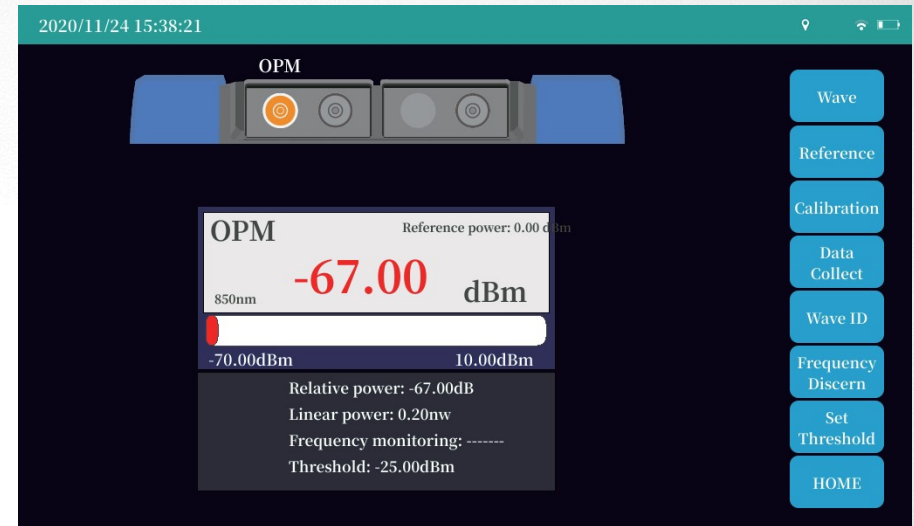 2020/11/24 15:38:21
OPM
OPM
Reference power: 0.00 dBm
-67.00
dBm
850nm
-70.00dBm
10.00dBm
Relative power: -67.00dB
Linear power: 0.20nw
Frequency monitoring: -------
Threshold: -25.00dBm
Wave
Reference
Calibration
Data
Collect
Wave ID
Frequency
Discern
Set
Threshold
HOME